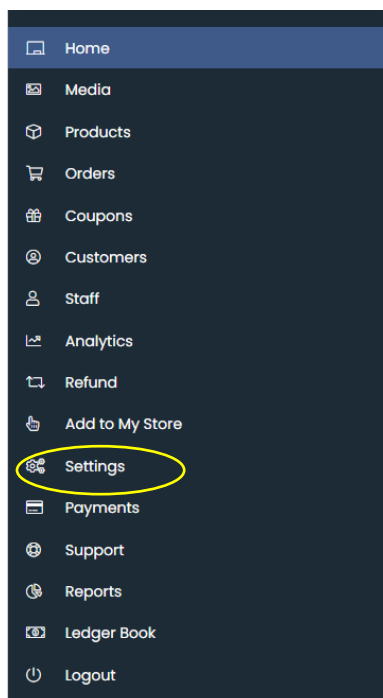 Home
Media
Products
Orders
Coupons
Customers
Staff
Analytics
Refund
Add to My Store
Settings
Payments
Support
Reports
Ledger Book
Logout